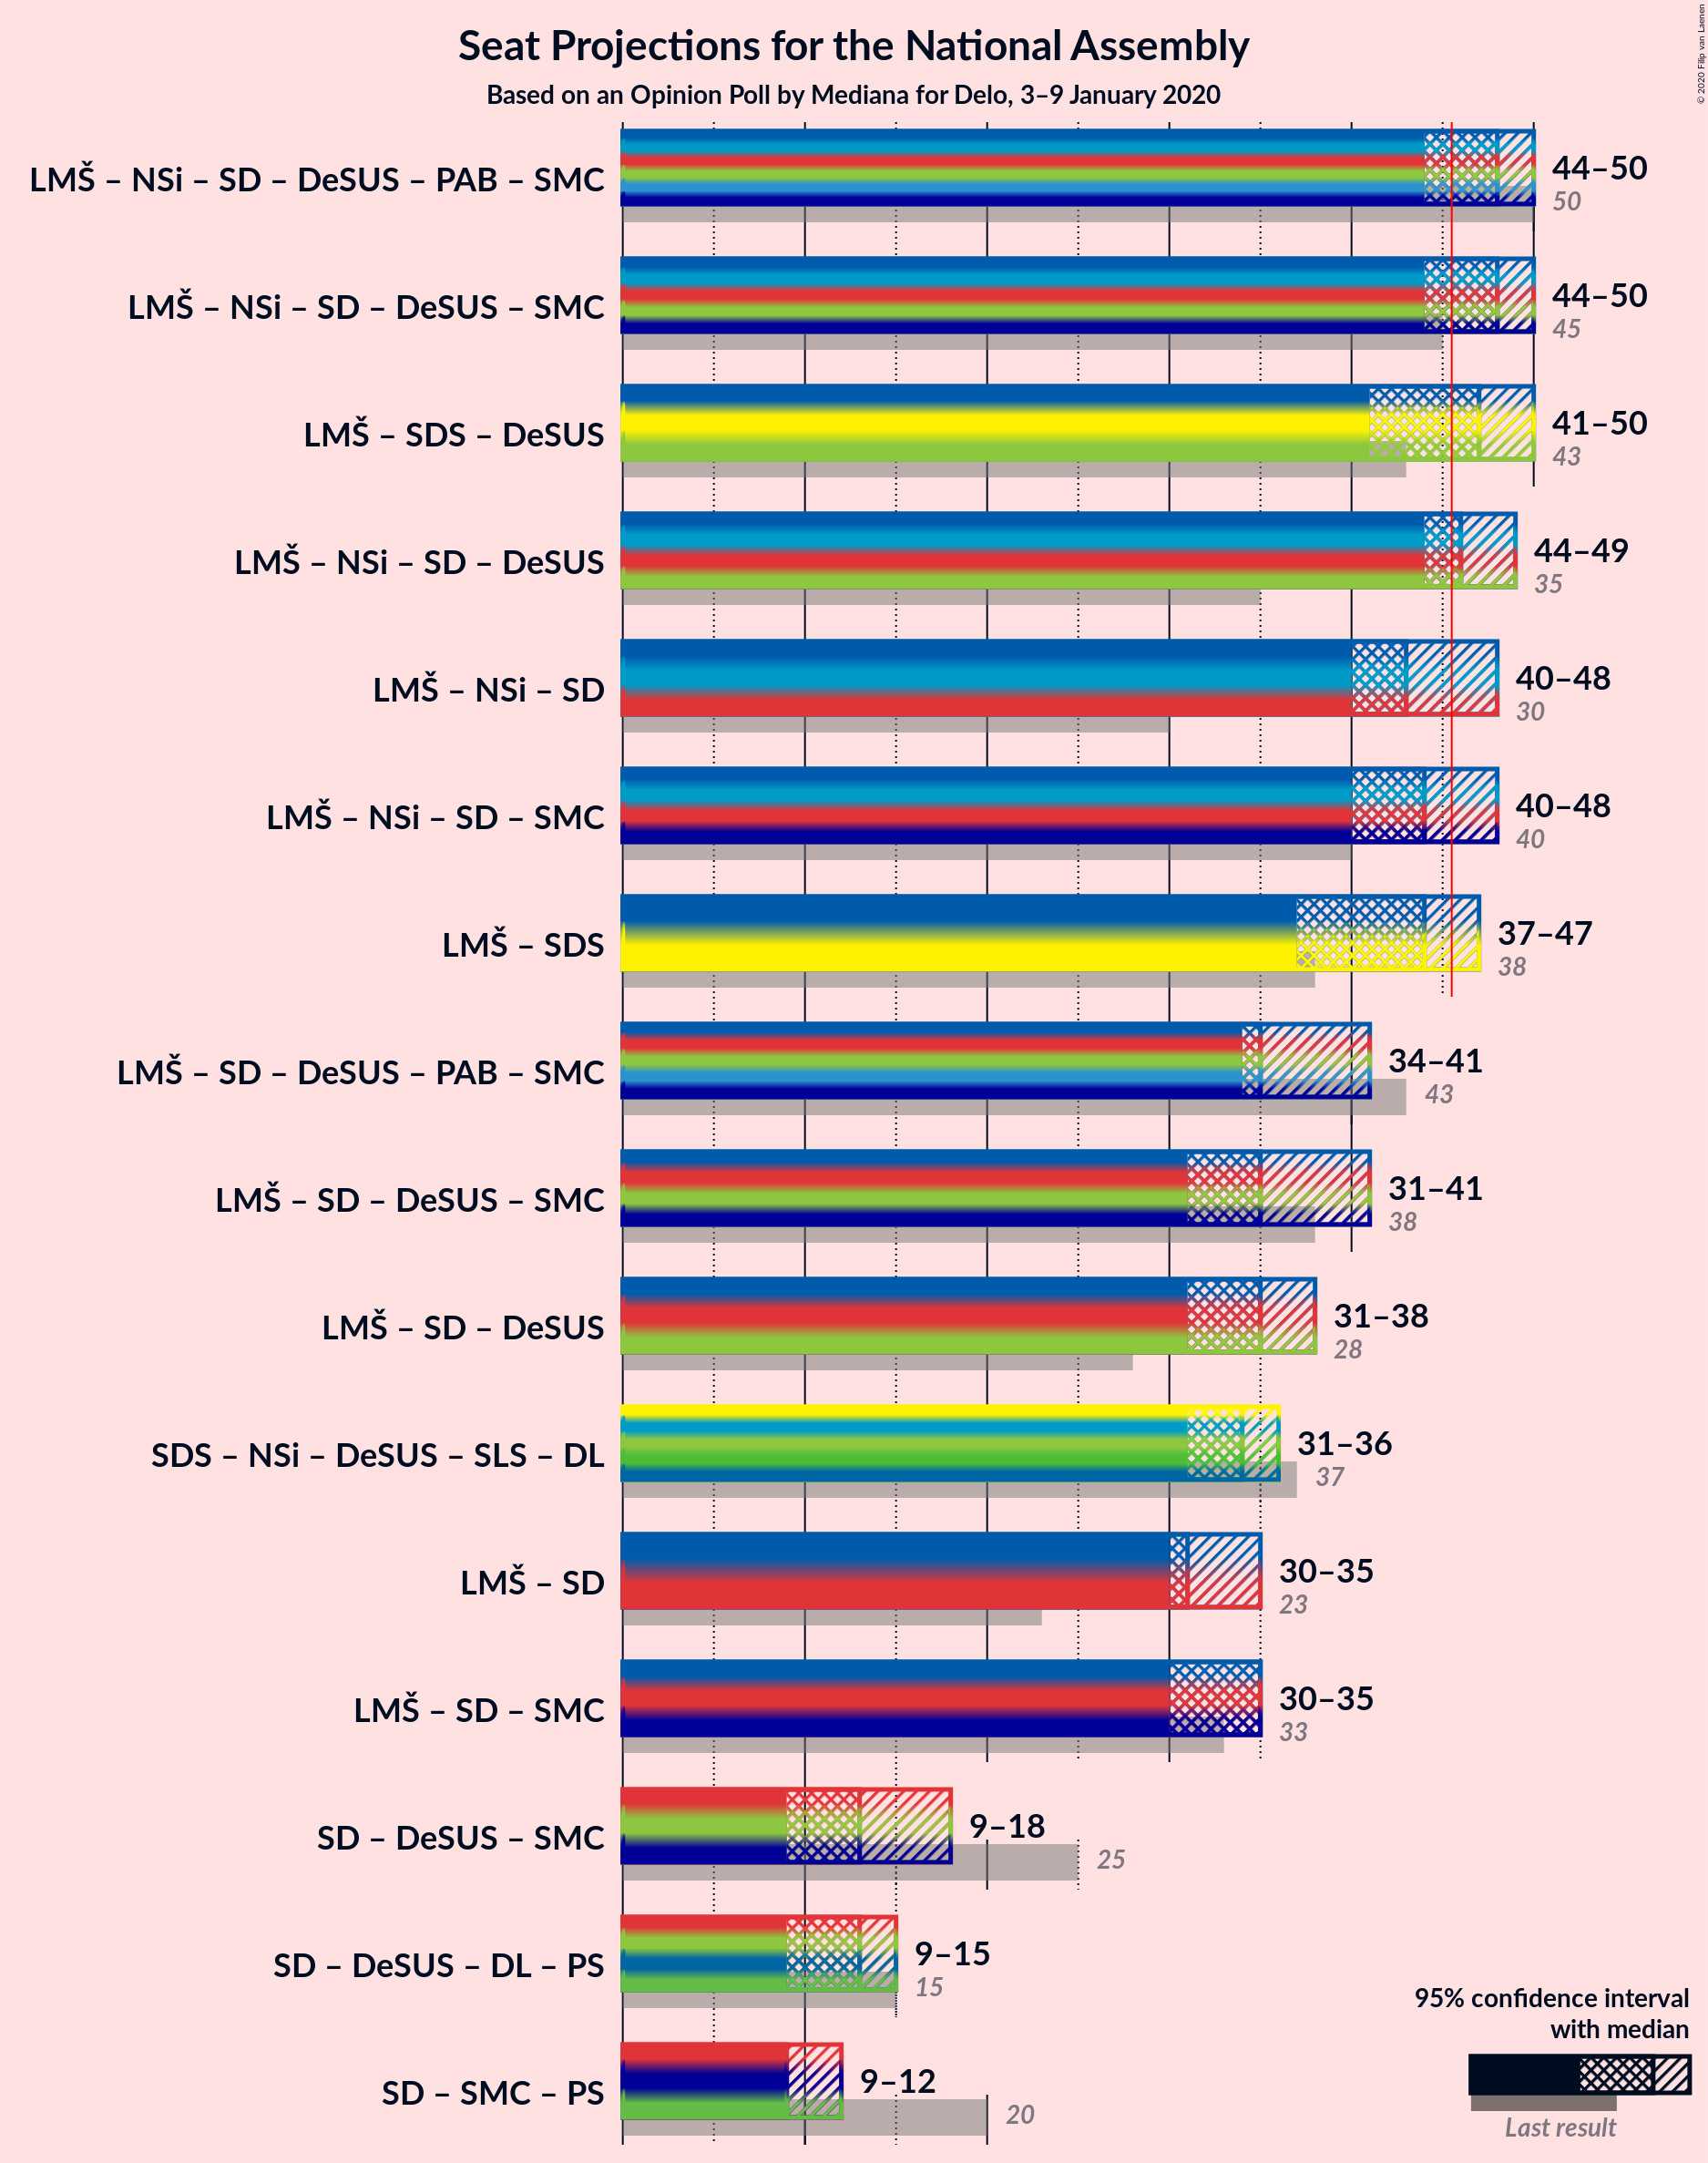 Seat Projections for the National Assembly
Based on an Opinion Poll by Mediana for Delo, 3–9 January 2020
© 2020 Filip van Laenen
LMŠ – NSi – SD – DeSUS – PAB – SMC
44–50
50
LMŠ – NSi – SD – DeSUS – SMC
44–50
45
LMŠ – SDS – DeSUS
41–50
43
LMŠ – NSi – SD – DeSUS
44–49
35
LMŠ – NSi – SD
40–48
30
LMŠ – NSi – SD – SMC
40–48
40
LMŠ – SDS
37–47
38
LMŠ – SD – DeSUS – PAB – SMC
34–41
43
LMŠ – SD – DeSUS – SMC
31–41
38
LMŠ – SD – DeSUS
31–38
28
SDS – NSi – DeSUS – SLS – DL
31–36
37
LMŠ – SD
30–35
23
LMŠ – SD – SMC
30–35
33
SD – DeSUS – SMC
9–18
25
SD – DeSUS – DL – PS
9–15
15
SD – SMC – PS
9–12
20
95% confidence interval
with median
Last result